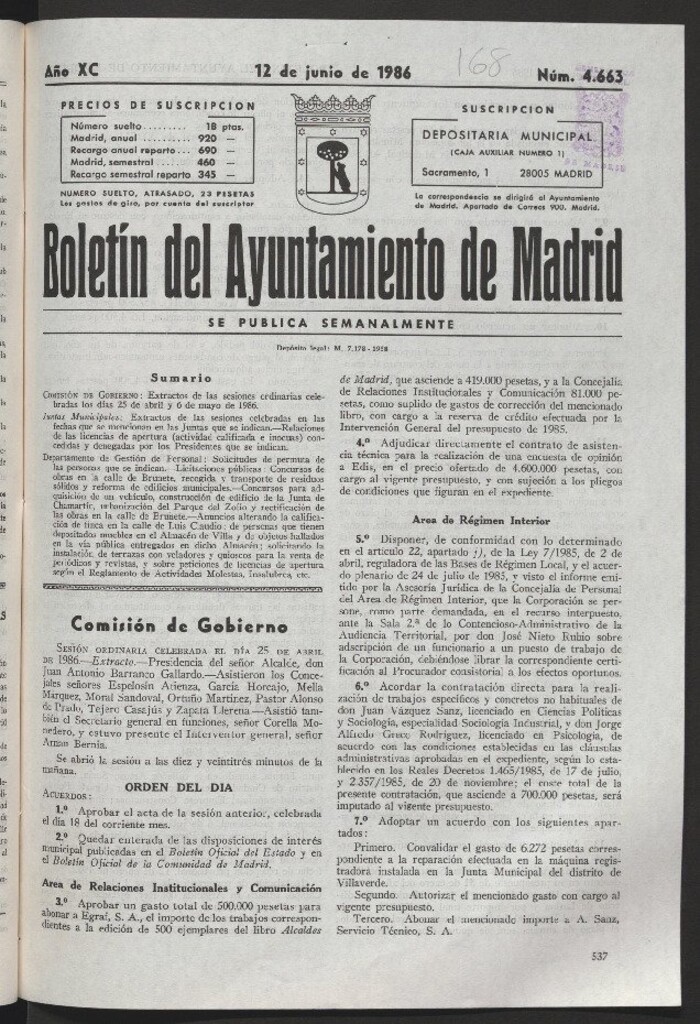 Año XC
12 de junio de 1986
168
Núm. 4.663
PRECIOS DE SUSCRIPCION
Número suelto .......... 18 ptas.
Madrid, anual .......... 920 —
Recargo anual reparto... 690 —
Madrid, semestral ...... 460 —
Recargo semestral reparto 345 —
NUMERO SUELTO, ATRASADO, 23 PESETAS
Los gastos de giro, por cuenta del suscriptor
SUSCRIPCION
DEPOSITARIA MUNICIPAL
(CAJA AUXILIAR NUMERO 1)
Sacramento, 1 28005 MADRID
La correspondencia se dirigirá al Ayuntamiento
de Madrid. Apartado de Correos 900. Madrid.
Boletín del Ayuntamiento de Madrid
SE PUBLICA SEMANALMENTE
Depósito legal: M. 7.178 - 1958
Sumario
COMISIÓN DE GOBIERNO: Extractos de las sesiones ordinarias cele-
bradas los días 25 de abril y 6 de mayo de 1986.
Juntas Municipales: Extractos de las sesiones celebradas en las
fechas que se mencionan en las Juntas que se indican.—Relaciones
de las licencias de apertura (actividad calificada e inocuas) con-
cedidas y denegadas por los Presidentes que se indican.
Departamento de Gestión de Personal: Solicitudes de permuta de
las personas que se indican. Licitaciones públicas: Concursos de
obras en la calle de Brunete, recogida y transporte de residuos
sólidos y reforma de edificios municipales.—Concursos para ad-
quisición de un vehículo, construcción de edificio de la Junta de
Chamartín, urbanización del Parque del Zofío y rectificación de
las obras en la calle de Brunete.—Anuncios alterando la califica-
ción de finca en la calle de Luis Claudio; de personas que tienen
depositados muebles en el Almacén de Villa y de objetos hallados
en la vía pública entregados en dicho Almacén; solicitando la
instalación de terrazas con veladores y quioscos para la venta de
periódicos y revistas, y sobre peticiones de licencias de apertura
según el Reglamento de Actividades Molestas, Insalubres, etc.
Comisión de Gobierno
SESIÓN ORDINARIA CELEBRADA EL DÍA 25 DE ABRIL
DE 1986.—Extracto.—Presidencia del señor Alcalde, don
Juan Antonio Barranco Gallardo.—Asistieron los Conce-
jales señores Espelosín Atienza, García Horcajo, Mella
Márquez, Moral Sandoval, Ortuño Martínez, Pastor Alonso
de Prado, Tejero Casajús y Zapata Llerena.—Asistió tam-
bién el Secretario general en funciones, señor Corella Mo-
nedero, y estuvo presente el Interventor general, señor
Aznan Bernia.
Se abrió la sesión a las diez y veintitrés minutos de la
mañana.
ORDEN DEL DIA
ACUERDOS:
1.º Aprobar el acta de la sesión anterior, celebrada
el día 18 del corriente mes.
2.º Quedar enterada de las disposiciones de interés
municipal publicadas en el Boletín Oficial del Estado y en
el Boletín Oficial de la Comunidad de Madrid.
Area de Relaciones Institucionales y Comunicación
3.º Aprobar un gasto total de 500.000 pesetas para
abonar a Egraf, S. A., el importe de los trabajos correspon-
dientes a la edición de 500 ejemplares del libro Alcaldes
de Madrid, que asciende a 419.000 pesetas, y a la Concejalía
de Relaciones Institucionales y Comunicación 81.000 pe-
setas, como suplido de gastos de corrección del mencionado
libro, con cargo a la reserva de crédito efectuada por la
Intervención General del presupuesto de 1985.
4.º Adjudicar directamente el contrato de asisten-
cia técnica para la realización de una encuesta de opinión
a Edis, en el precio ofertado de 4.600.000 pesetas, con
cargo al vigente presupuesto, y con sujeción a los pliegos
de condiciones que figuran en el expediente.
Area de Régimen Interior
5.º Disponer, de conformidad con lo determinado
en el artículo 22, apartado j), de la Ley 7/1985, de 2 de
abril, reguladora de las Bases de Régimen Local, y el acuer-
do plenario de 24 de julio de 1985, y visto el informe emi-
tido por la Asesoría Jurídica de la Concejalía de Personal
del Area de Régimen Interior, que la Corporación se per-
sone, como parte demandada, en el recurso interpuesto,
ante la Sala 2.ª de lo Contencioso-Administrativo de la
Audiencia Territorial, por don José Nieto Rubio sobre
adscripción de un funcionario a un puesto de trabajo de
la Corporación, debiéndose librar la correspondiente certi-
ficación al Procurador consistorial a los efectos oportunos.
6.º Acordar la contratación directa para la reali-
zación de trabajos específicos y concretos no habituales de
don Juan Vázquez Sanz, licenciado en Ciencias Políticas
y Sociología, especialidad Sociología Industrial, y don Jorge
Alfredo Greco Rodríguez, licenciado en Psicología, de
acuerdo con las condiciones establecidas en las cláusulas
administrativas aprobadas en el expediente, según lo esta-
blecido en los Reales Decretos 1.465/1985, de 17 de julio,
y 2.357/1985, de 20 de noviembre; el coste total de la
presente contratación, que asciende a 700.000 pesetas, será
imputado al vigente presupuesto.
7.º Adoptar un acuerdo con los siguientes apar-
tados:
Primero. Convalidar el gasto de 6.272 pesetas corres-
pondiente a la reparación efectuada en la máquina regis-
tradora instalada en la Junta Municipal del distrito de
Villaverde.
Segundo. Autorizar el mencionado gasto con cargo al
vigente presupuesto.
Tercero. Abonar el mencionado importe a A. Sanz,
Servicio Técnico, S. A.
537